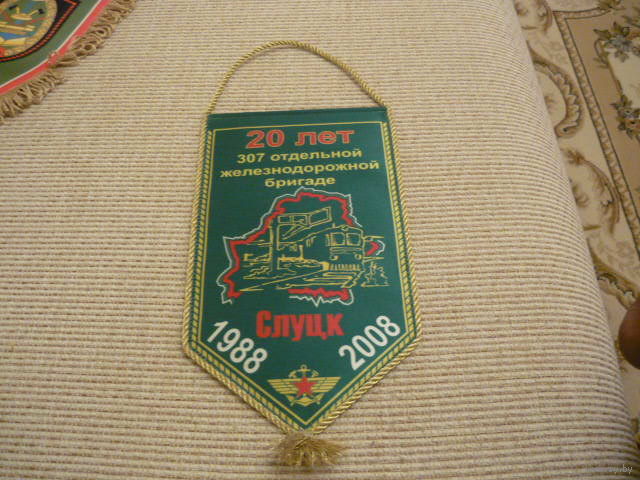 20 лет
307 отдельной
железнодорожной
бригаде
Слуцк
1988
2008